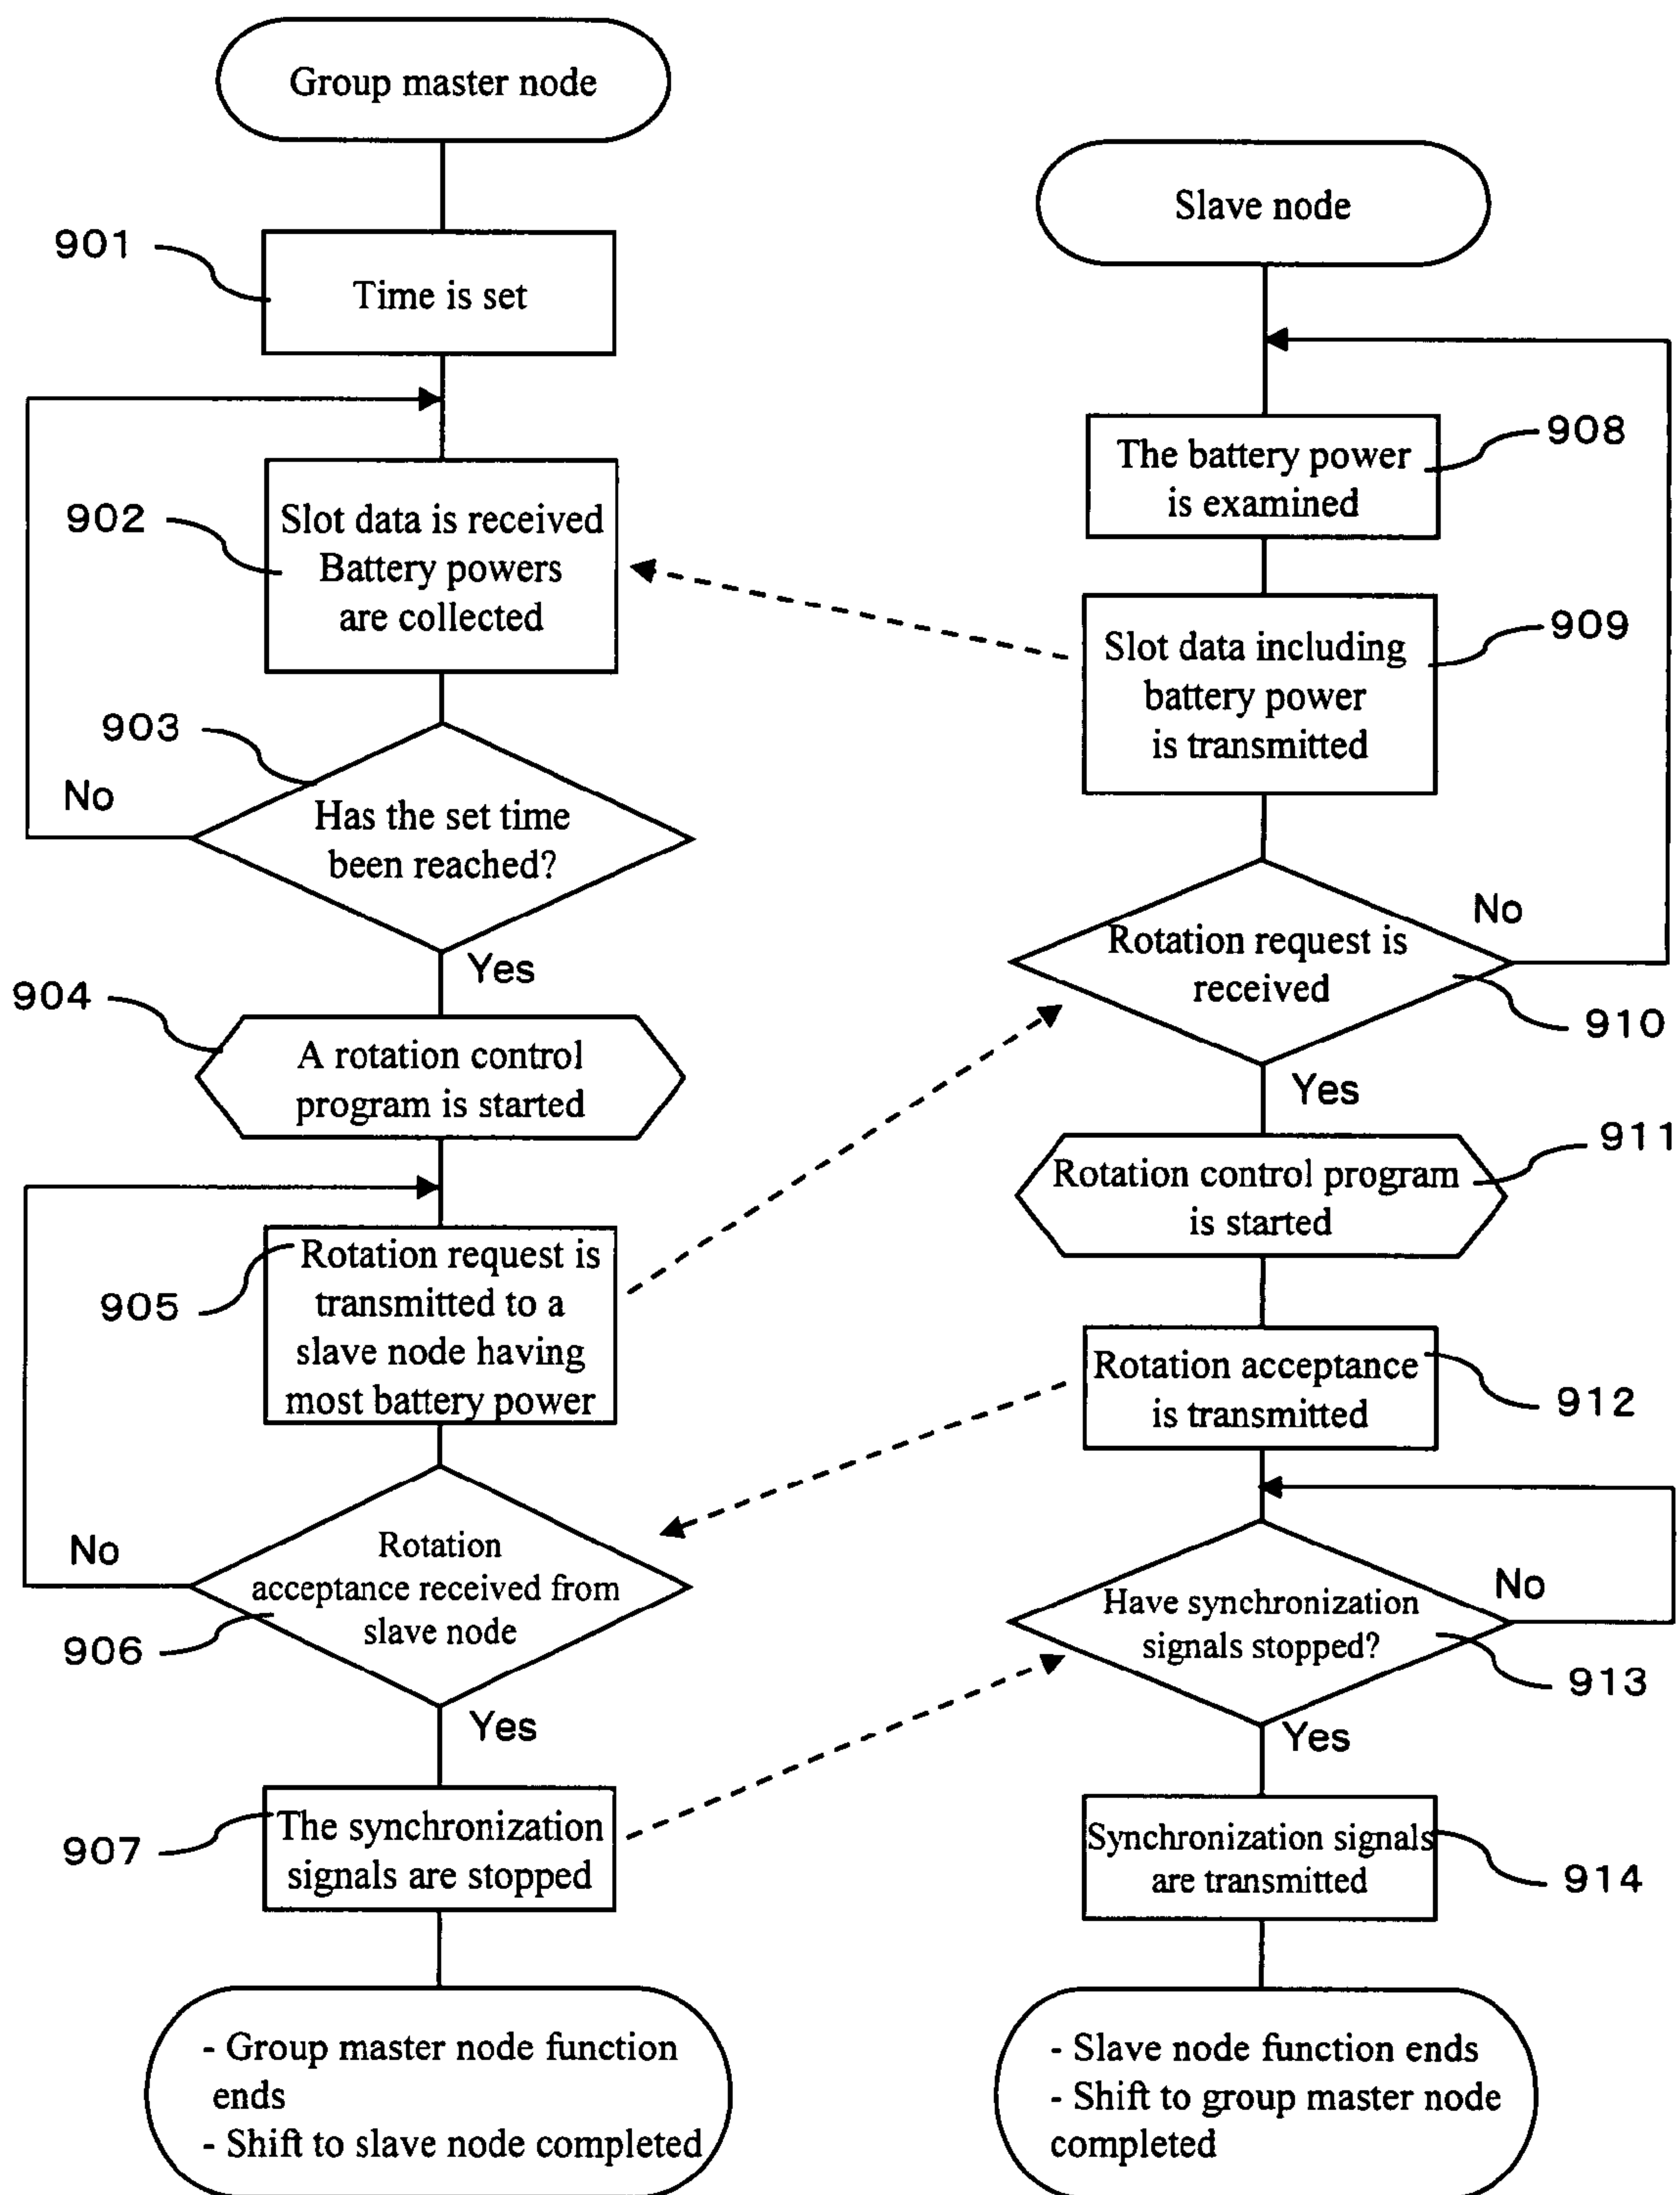 Group master node
901
Time is set
902
Slot data is received
Battery powers
are collected
903
No
Has the set time
been reached?
Yes
904
A rotation control
program is started
905
Rotation request is
transmitted to a
slave node having
most battery power
No
Rotation
acceptance received from
slave node
906
Yes
907
The synchronization
signals are stopped
- Group master node function
ends
- Shift to slave node completed
Slave node
908
The battery power
is examined
909
Slot data including
battery power
is transmitted
No
Rotation request is
received
910
Yes
911
Rotation control program
is started
Rotation acceptance
is transmitted
912
No
Have synchronization
signals stopped?
913
Yes
Synchronization signals
are transmitted
914
- Slave node function ends
- Shift to group master node
completed